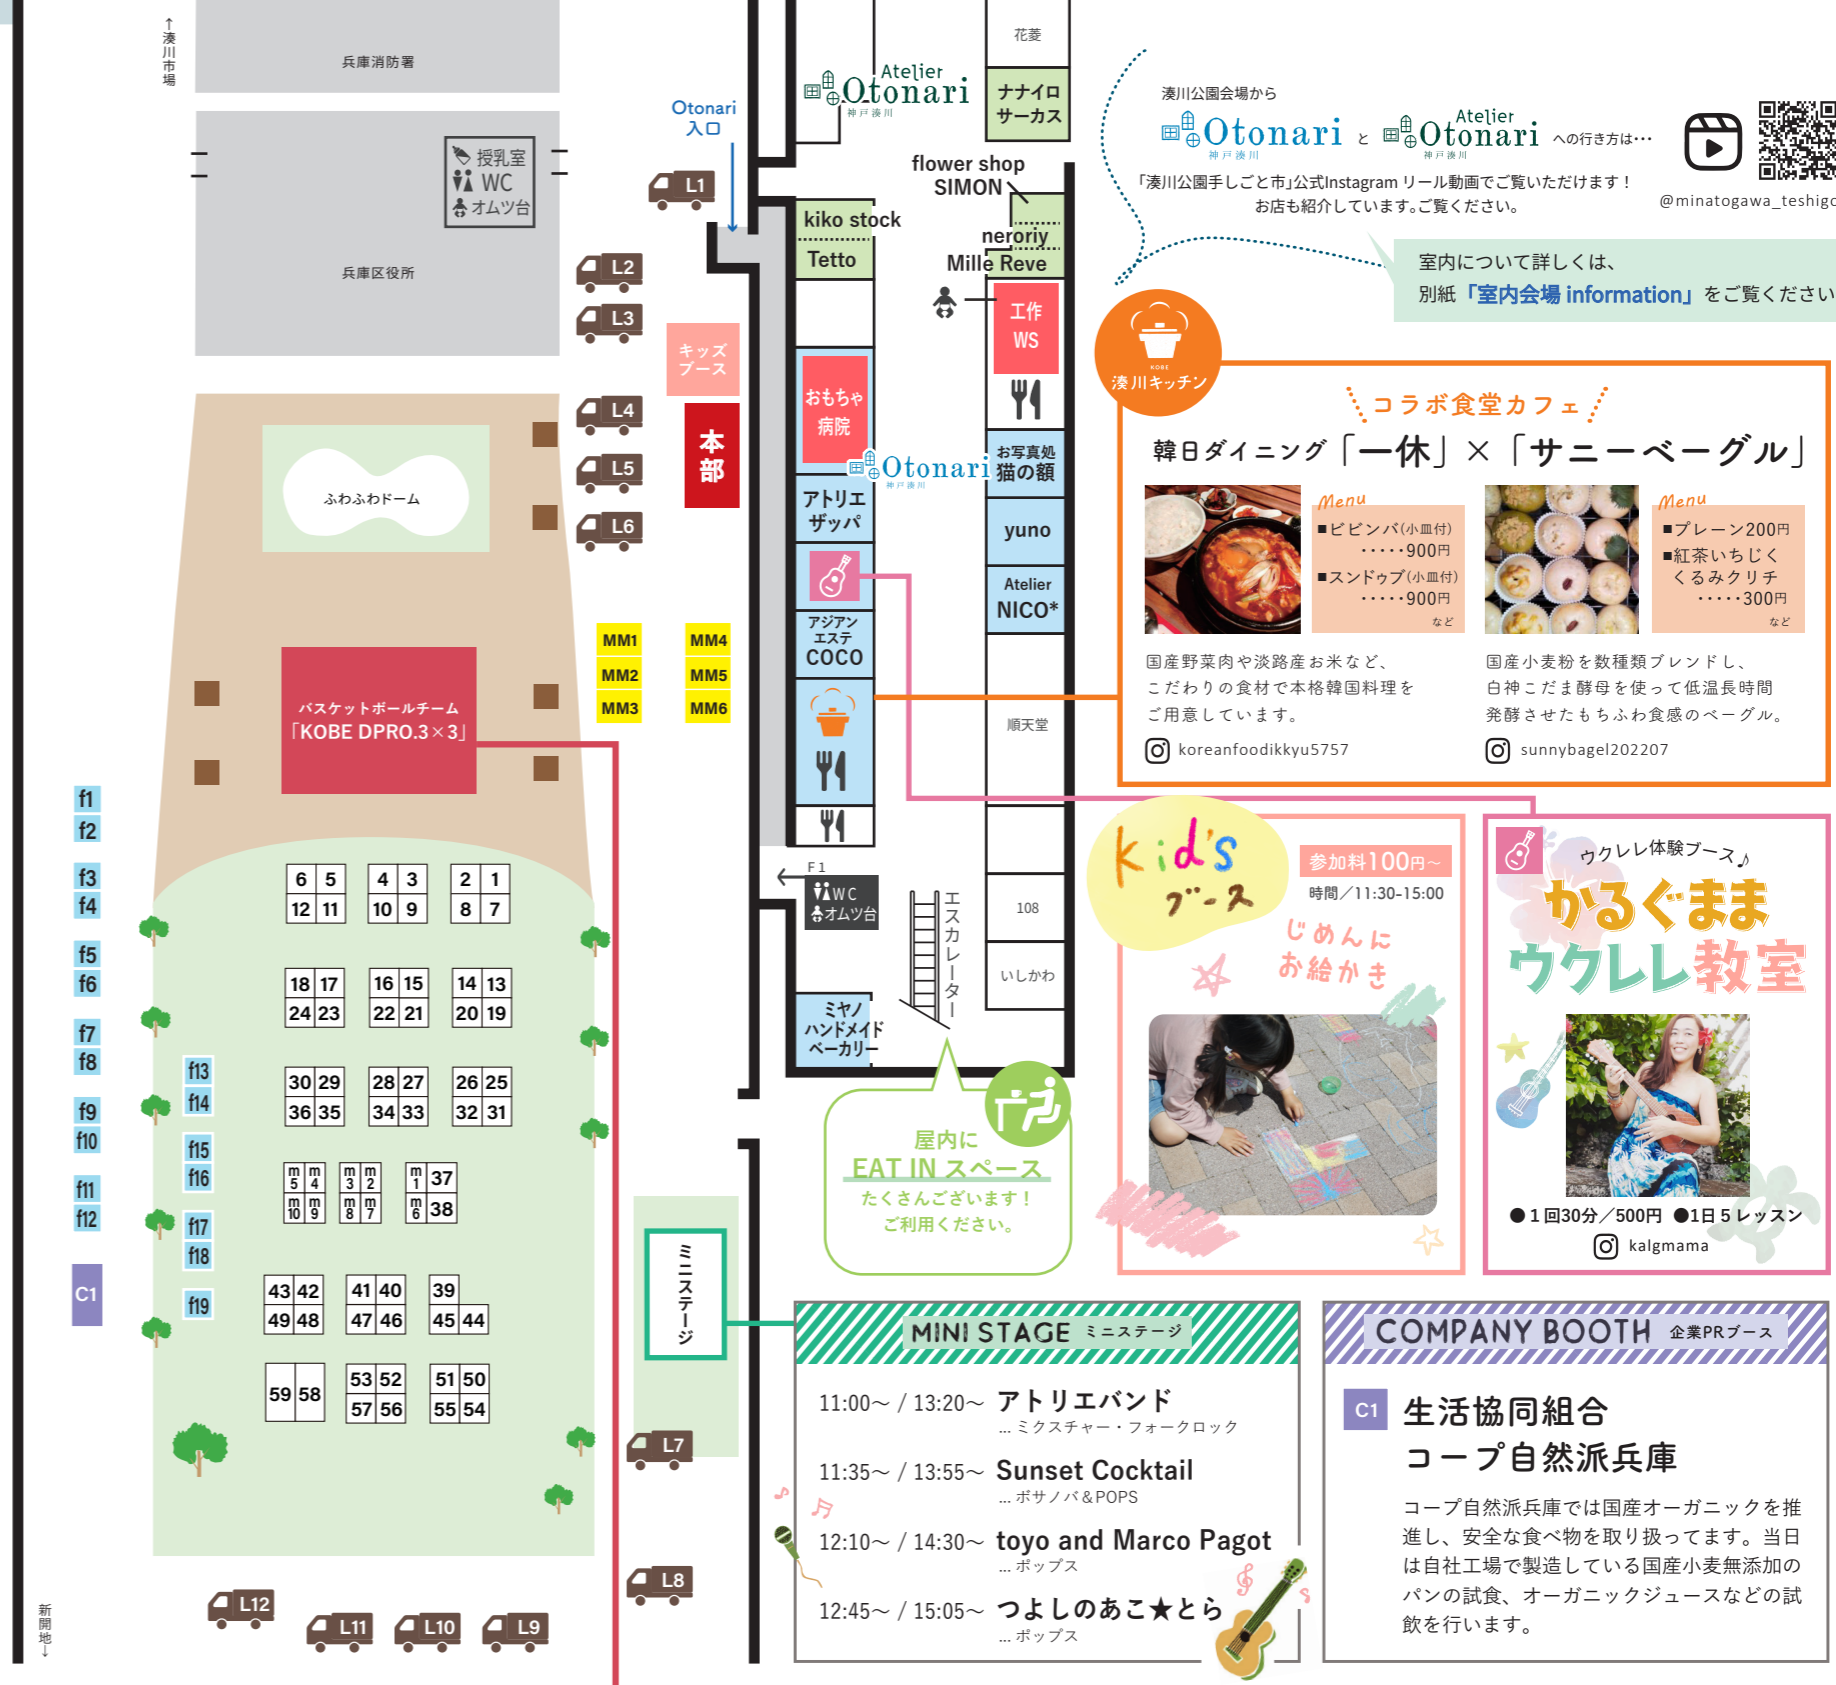 ↑湊川市場
兵庫消防署
授乳室
WC
オムツ台
兵庫区役所
Otonari
入口
L1
L2
L3
キッズ
ブース
本部
L4
L5
L6
ふわふわドーム
MM1
MM4
MM2
MM5
MM3
MM6
バスケットボールチーム
「KOBE DPRO.3×3」
f1
f2
f3
f4
f5
f6
f7
f8
f9
f10
f11
f12
C1
f13
f14
f15
f16
f17
f18
f19
6 5
4 3
2 1
12 11
10 9
8 7
18 17
16 15
14 13
24 23
22 21
20 19
30 29
28 27
26 25
36 35
34 33
32 31
m5 m4
m3 m2
m1 37
m10 m9
m8 m7
m6 38
43 42
41 40
39
49 48
47 46
45 44
59 58
53 52
51 50
57 56
55 54
ミニステージ
L7
L8
L12
L11
L10
L9
新開地↓
Atelier
Otonari
神戸湊川
花菱
ナナイロ
サーカス
flower shop
SIMON
kiko stock
Tetto
neroriy
Mille Reve
工作
WS
おもちゃ
病院
Otonari
神戸湊川
お写真処
猫の額
アトリエ
ザッパ
yuno
Atelier
NICO*
アジアン
エステ
COCO
順天堂
F1
WC
オムツ台
エスカレーター
108
いしかわ
ミヤノ
ハンドメイド
ベーカリー
屋内に
EAT IN スペース
たくさんございます！
ご利用ください。
湊川公園会場から
Otonari
神戸湊川
と
Atelier
Otonari
神戸湊川
への行き方は・・・
「湊川公園手しごと市」公式Instagram リール動画でご覧いただけます！
お店も紹介しています。ご覧ください。
@minatogawa_teshigo
室内について詳しくは、
別紙「室内会場 information」をご覧ください
KOBE
湊川キッチン
コラボ食堂カフェ
韓日ダイニング「一休」×「サニーベーグル」
Menu
■ビビンバ(小皿付)
・・・・・900円
■スンドゥブ(小皿付)
・・・・・900円
など
Menu
■プレーン200円
■紅茶いちじく
くるみクリチ
・・・・・300円
など
国産野菜肉や淡路産お米など、
こだわりの食材で本格韓国料理を
ご用意しています。
koreanfoodikkyu5757
国産小麦粉を数種類ブレンドし、
白神こだま酵母を使って低温長時間
発酵させたもちふわ食感のベーグル。
sunnybagel202207
kid's
ブース
参加料100円～
時間／11:30-15:00
じめんに
お絵かき
ウクレレ体験ブース♪
かるぐまま
ウクレレ教室
●1回30分／500円 ●1日5レッスン
kalgmama
MINI STAGE ミニステージ
11:00～ / 13:20～ アトリエバンド
... ミクスチャー・フォークロック
11:35～ / 13:55～ Sunset Cocktail
... ボサノバ＆POPS
12:10～ / 14:30～ toyo and Marco Pagot
... ポップス
12:45～ / 15:05～ つよしのあこ★とら
... ポップス
COMPANY BOOTH 企業PRブース
C1
生活協同組合
コープ自然派兵庫
コープ自然派兵庫では国産オーガニックを推
進し、安全な食べ物を取り扱ってます。当日
は自社工場で製造している国産小麦無添加の
パンの試食、オーガニックジュースなどの試
飲を行います。